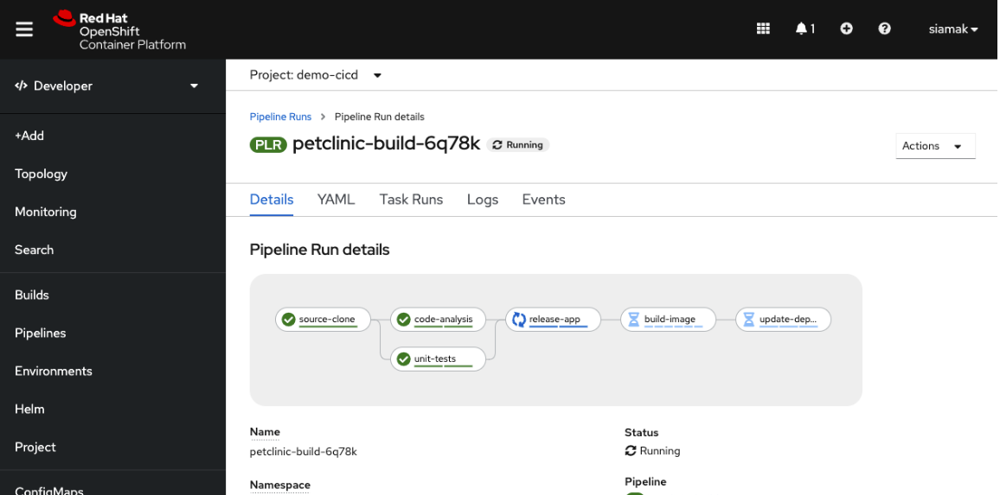 Red Hat
OpenShift
Container Platform
1
siamak
Developer
+Add
Topology
Monitoring
Search
Builds
Pipelines
Environments
Helm
Project
ConfigMaps
Project: demo-cicd
Pipeline Runs > Pipeline Run details
PLR petclinic-build-6q78k Running
Actions
Details YAML Task Runs Logs Events
Pipeline Run details
source-clone code-analysis release-app build-image update-dep...
unit-tests
Name
petclinic-build-6q78k
Namespace
Status
Running
Pipeline